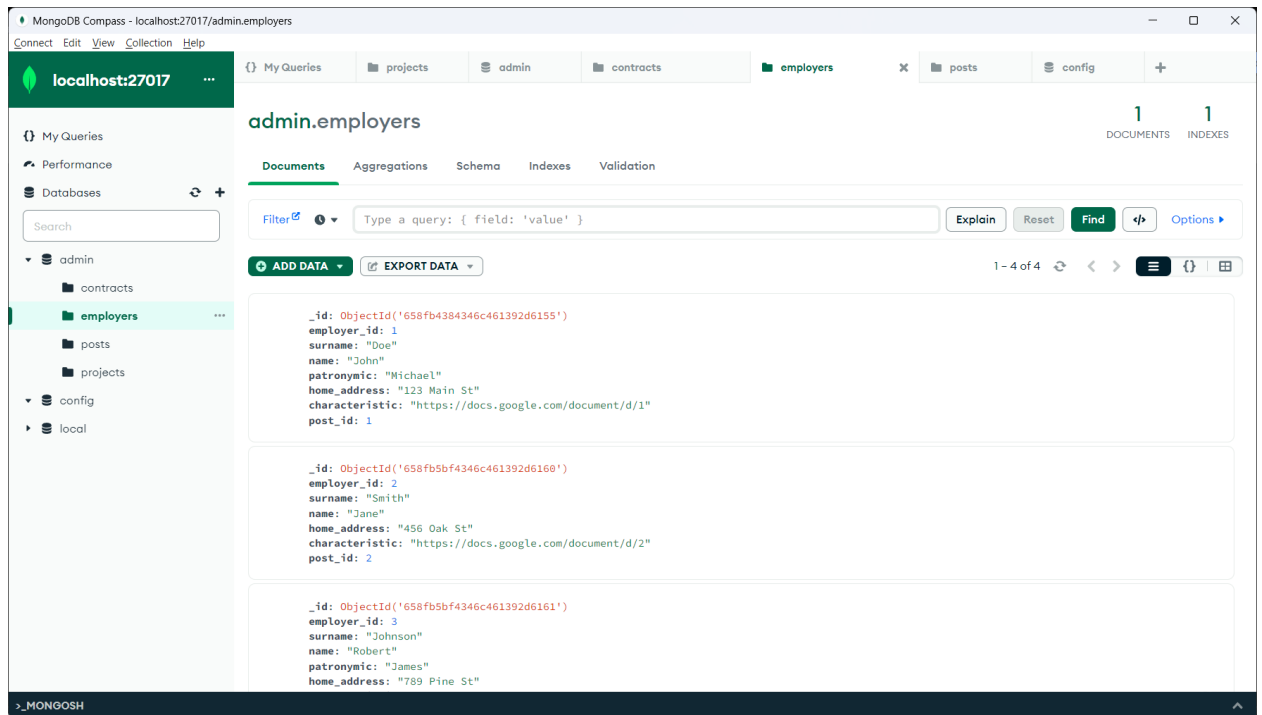 MongoDB Compass - localhost:27017/admin.employers
Connect Edit View Collection Help
localhost:27017 ...
{} My Queries projects admin contracts employers posts config
My Queries
Performance
Databases
Search
admin
contracts
employers
posts
projects
config
local
admin.employers
1 DOCUMENTS 1 INDEXES
Documents Aggregations Schema Indexes Validation
Filter Type a query: { field: 'value' } Explain Reset Find </> Options
ADD DATA EXPORT DATA 1 – 4 of 4 {}
_id: ObjectId('658fb4384346c461392d6155')
employer_id: 1
surname: "Doe"
name: "John"
patronymic: "Michael"
home_address: "123 Main St"
characteristic: "https://docs.google.com/document/d/1"
post_id: 1
_id: ObjectId('658fb5bf4346c461392d6160')
employer_id: 2
surname: "Smith"
name: "Jane"
home_address: "456 Oak St"
characteristic: "https://docs.google.com/document/d/2"
post_id: 2
_id: ObjectId('658fb5bf4346c461392d6161')
employer_id: 3
surname: "Johnson"
name: "Robert"
patronymic: "James"
home_address: "789 Pine St"
>_MONGOSH